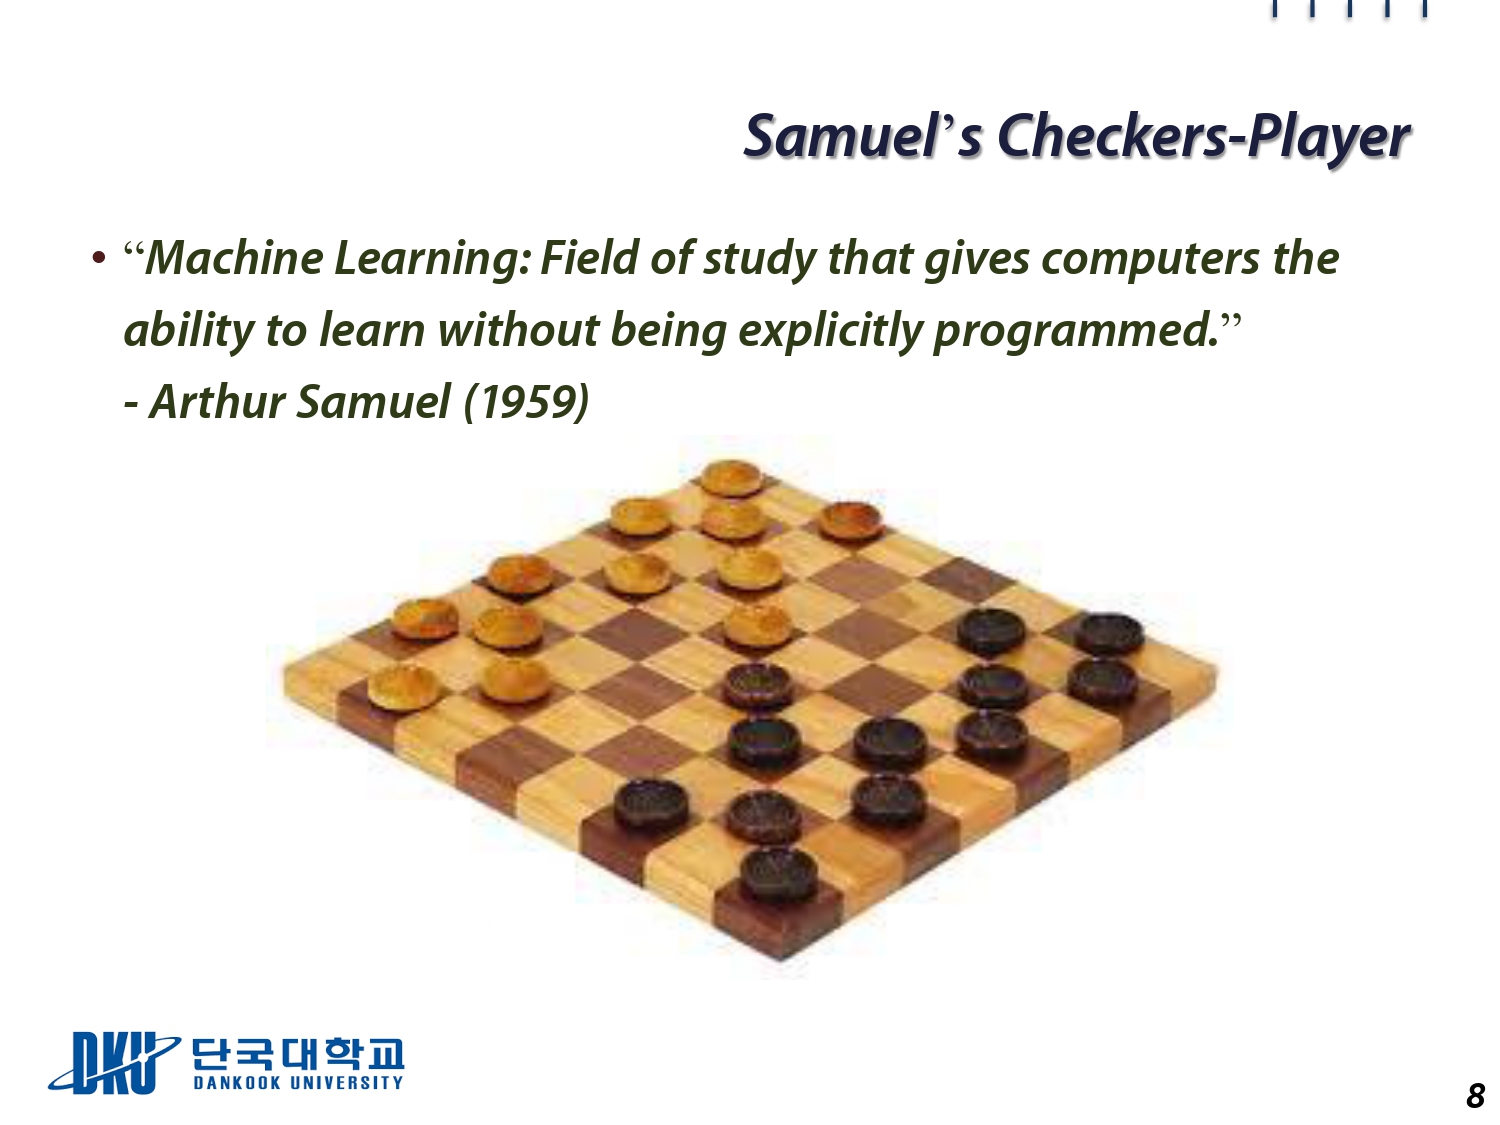 Samuel’s Checkers-Player
• “Machine Learning: Field of study that gives computers the
ability to learn without being explicitly programmed.”
- Arthur Samuel (1959)
DKU 단국대학교
DANKOOK UNIVERSITY
8